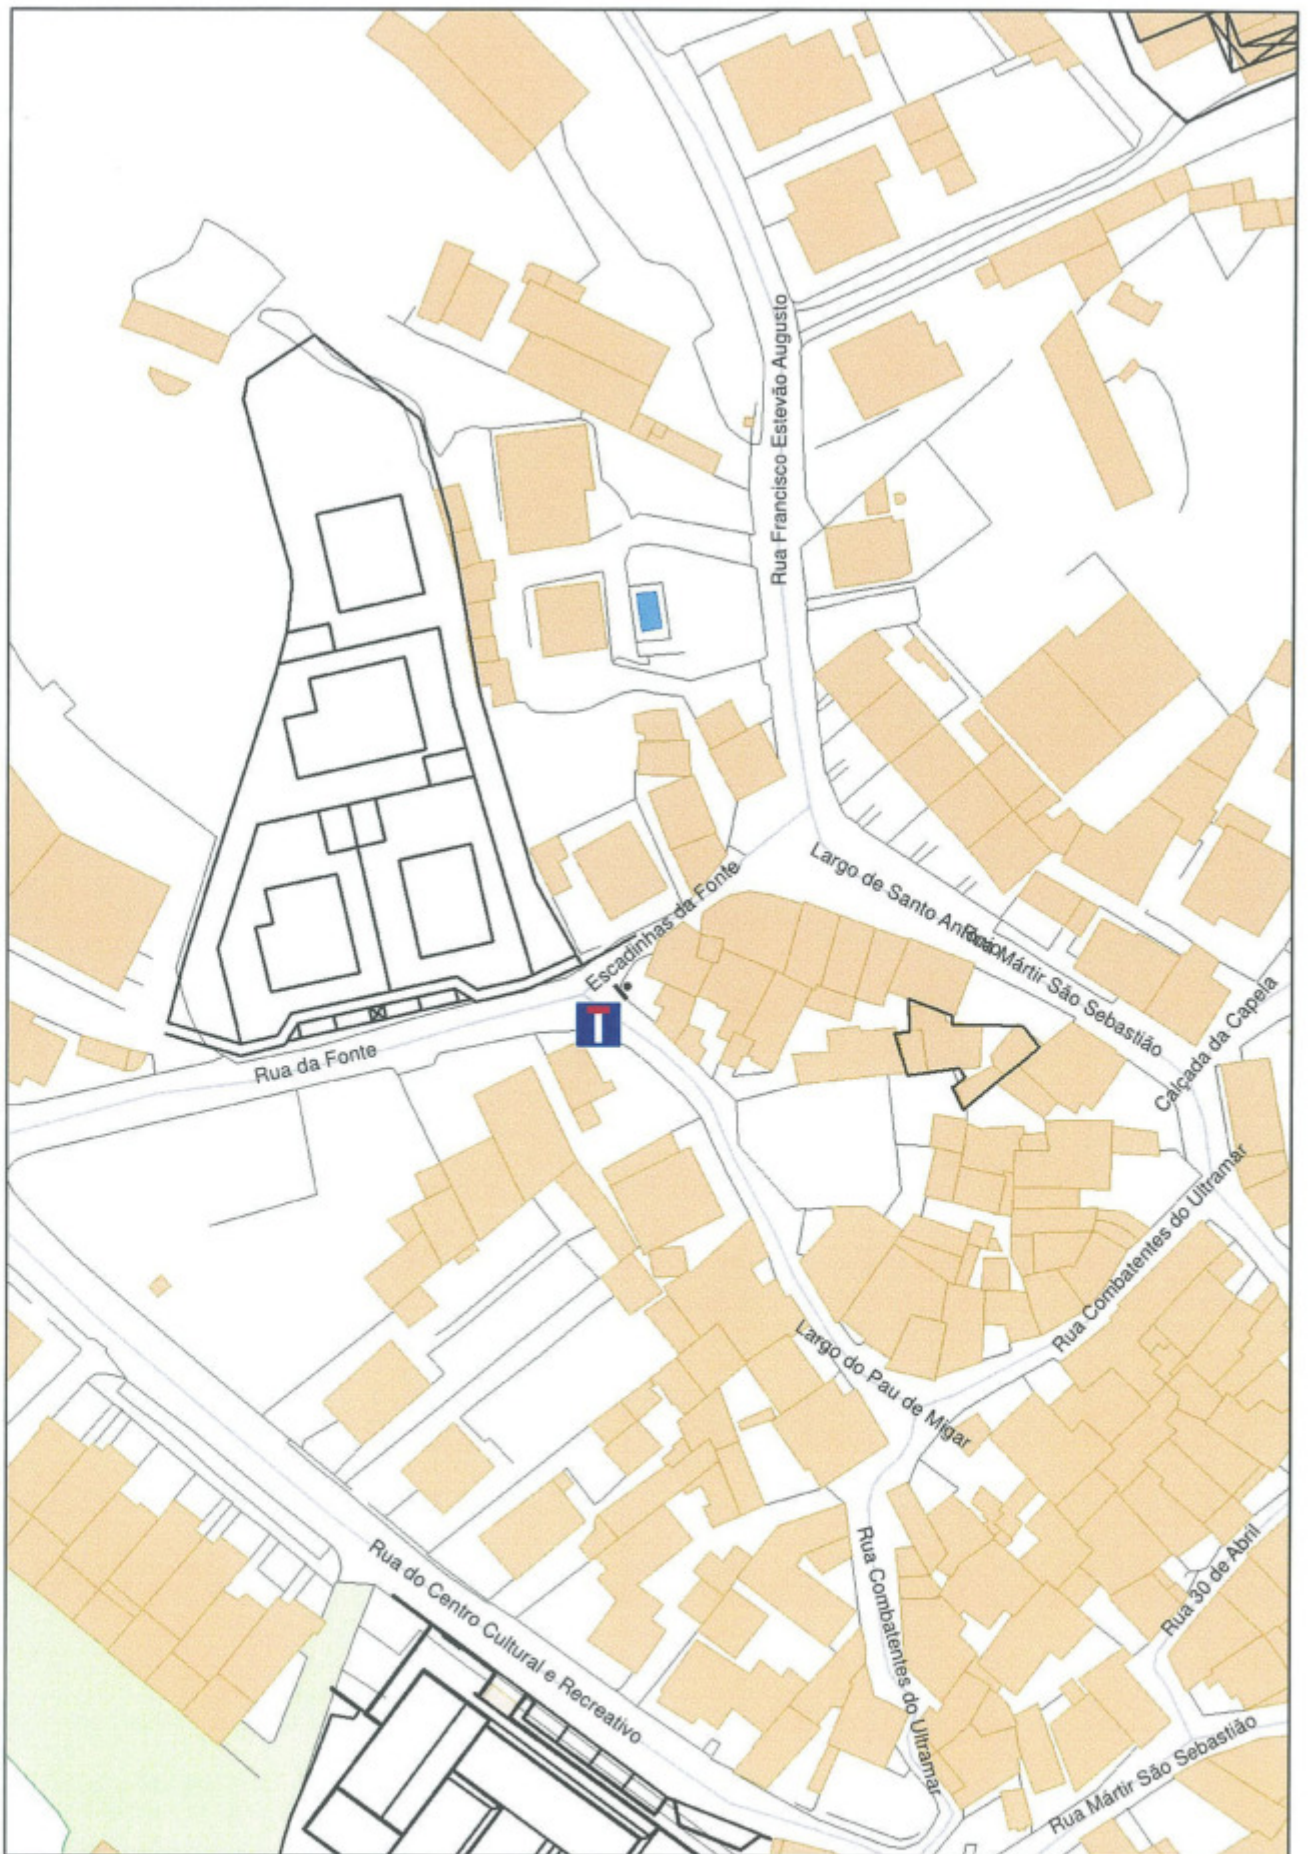 Rua Francisco Estevão Augusto
Largo de Santo António
Rua Mártir São Sebastião
Escadinhas da Fonte
Calçada da Capela
Rua da Fonte
Rua Combatentes do Ultramar
Largo do Pau de Migar
Rua 30 de Abril
Rua do Centro Cultural e Recreativo
Rua Combatentes do Ultramar
Rua Mártir São Sebastião